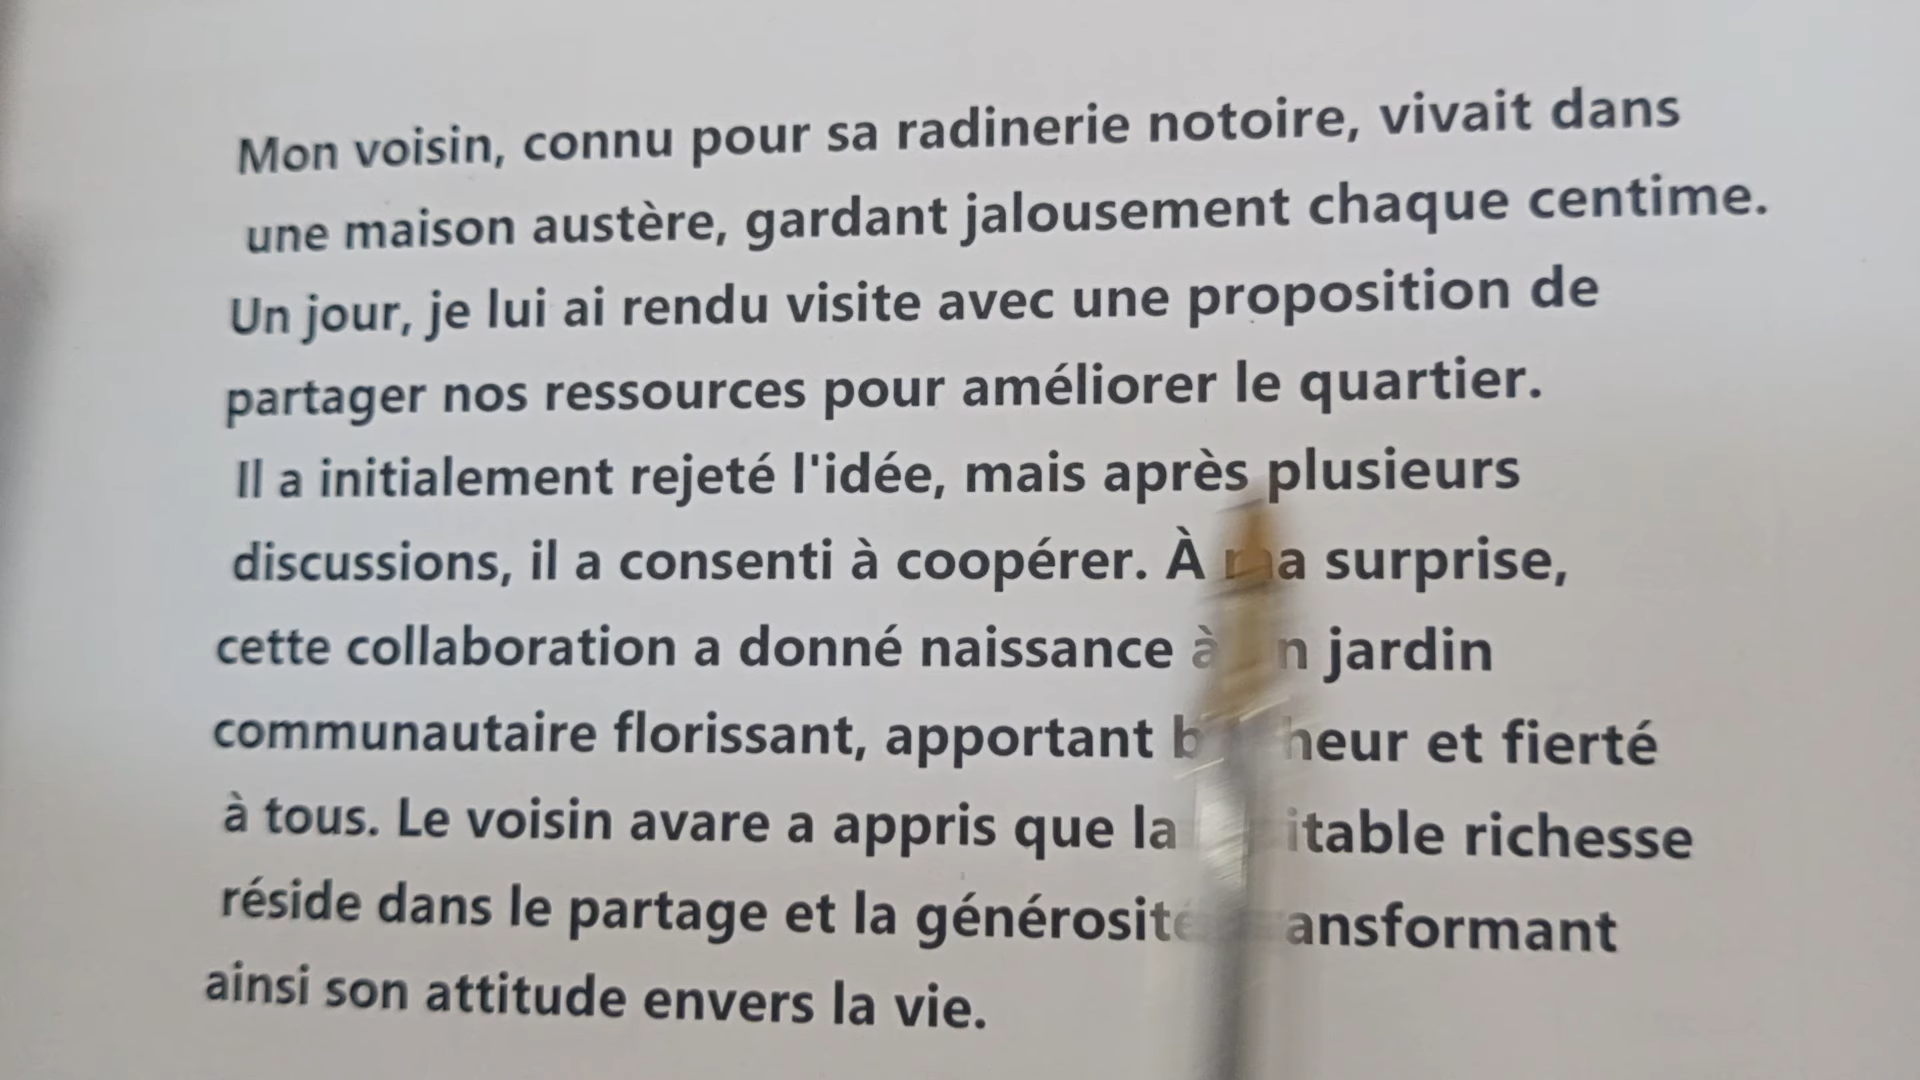 Mon voisin, connu pour sa radinerie notoire, vivait dans
une maison austère, gardant jalousement chaque centime.
Un jour, je lui ai rendu visite avec une proposition de
partager nos ressources pour améliorer le quartier.
Il a initialement rejeté l'idée, mais après plusieurs
discussions, il a consenti à coopérer. À ma surprise,
cette collaboration a donné naissance à jardin
communautaire florissant, apportant et fierté
à tous. Le voisin avare a appris que la richesse
réside dans le partage et la générosité
ainsi son attitude envers la vie.